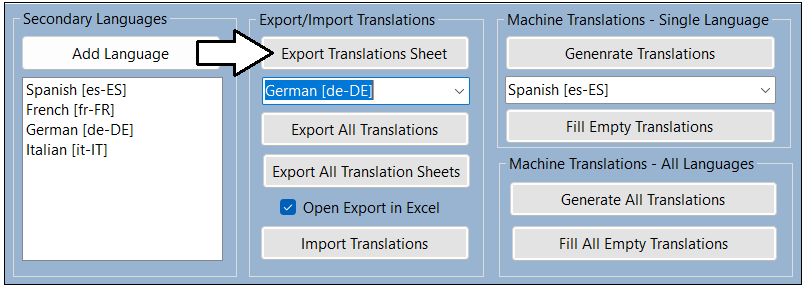 Secondary Languages
Add Language
Spanish [es-ES]
French [fr-FR]
German [de-DE]
Italian [it-IT]
Export/Import Translations
Export Translations Sheet
German [de-DE]
Export All Translations
Export All Translation Sheets
Open Export in Excel
Import Translations
Machine Translations - Single Language
Genenrate Translations
Spanish [es-ES]
Fill Empty Translations
Machine Translations - All Languages
Generate All Translations
Fill All Empty Translations